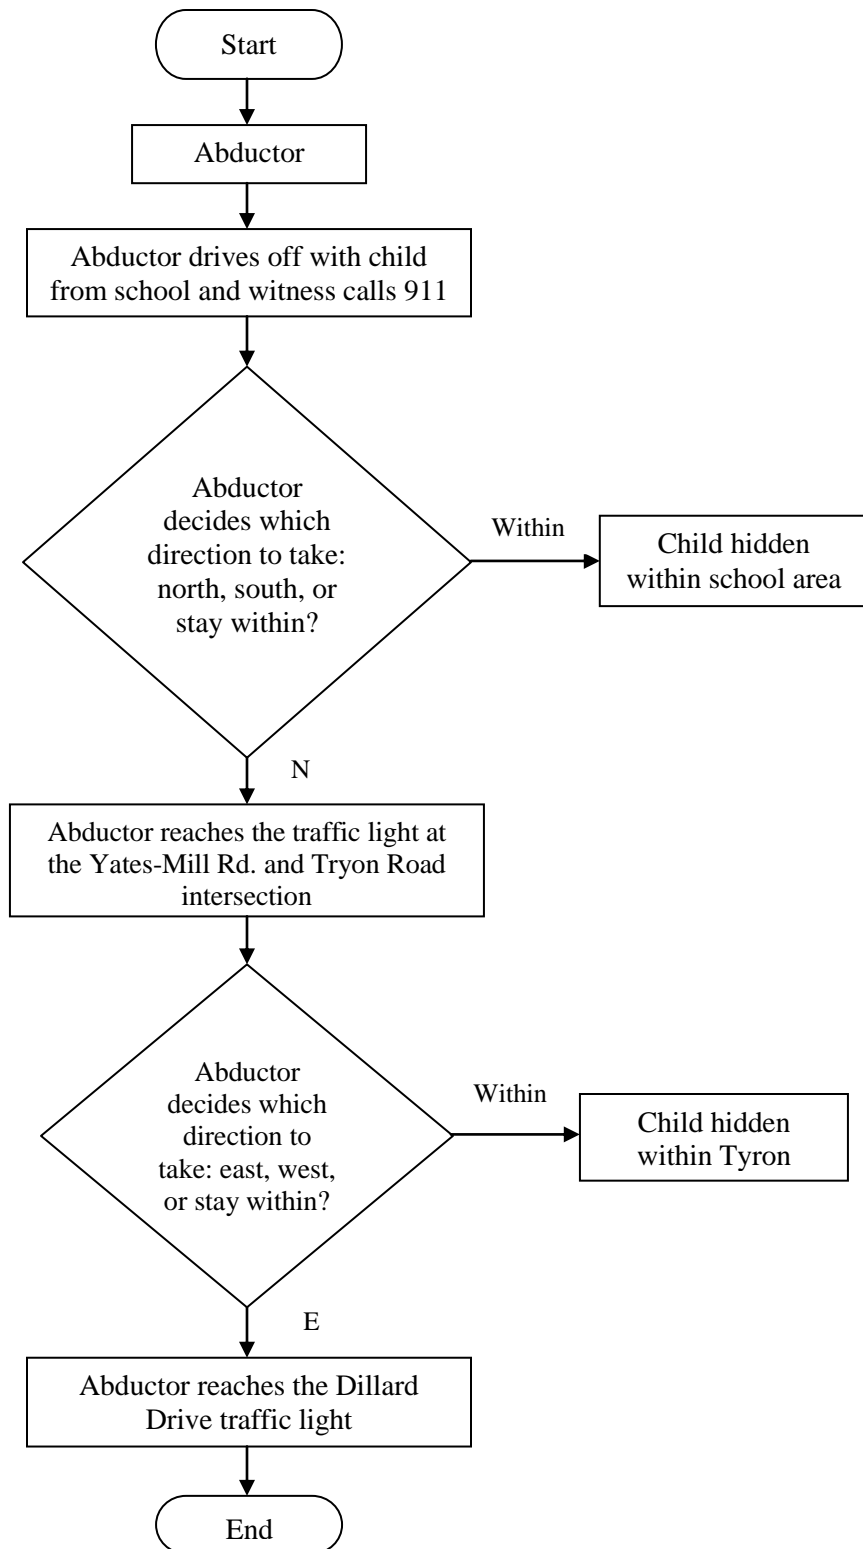 Start
Abductor
Abductor drives off with child
from school and witness calls 911
Abductor
decides which
direction to take:
north, south, or
stay within?
Within
Child hidden
within school area
N
Abductor reaches the traffic light at
the Yates-Mill Rd. and Tryon Road
intersection
Abductor
decides which
direction to
take: east, west,
or stay within?
Within
Child hidden
within Tyron
E
Abductor reaches the Dillard
Drive traffic light
End